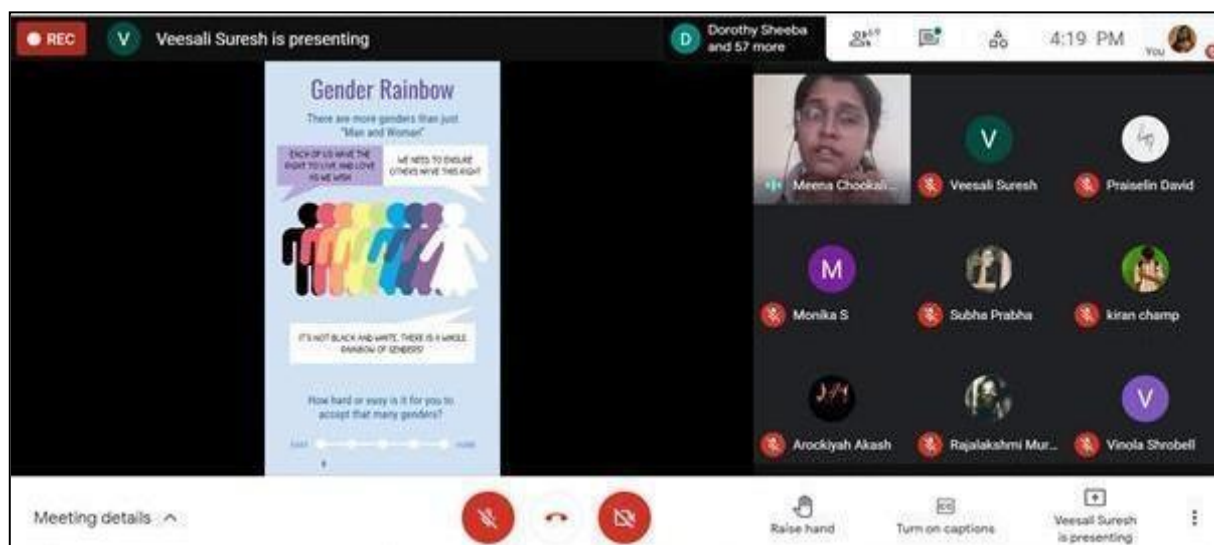 REC
V
Veesali Suresh is presenting
D
Dorothy Sheeba
and 57 more
4:19 PM
You
Gender Rainbow
There are more genders than just
"Man and Woman"
EACH OF US HAVE THE
RIGHT TO LIVE AND LOVE
AS WE WISH
WE NEED TO ENSURE
OTHERS HAVE THIS RIGHT
IT'S NOT BLACK AND WHITE, THERE IS A WHOLE
RAINBOW OF GENDERS!
How hard or easy is it for you to
accept that many genders?
EASY
HARD
Meena Chookali...
V
Veesali Suresh
Praiselin David
M
Monika S
Subha Prabha
kiran champ
Arockiyah Akash
Rajalakshmi Mur...
V
Vinola Shrobell
Meeting details
Raise hand
CC
Turn on captions
Veesali Suresh
is presenting